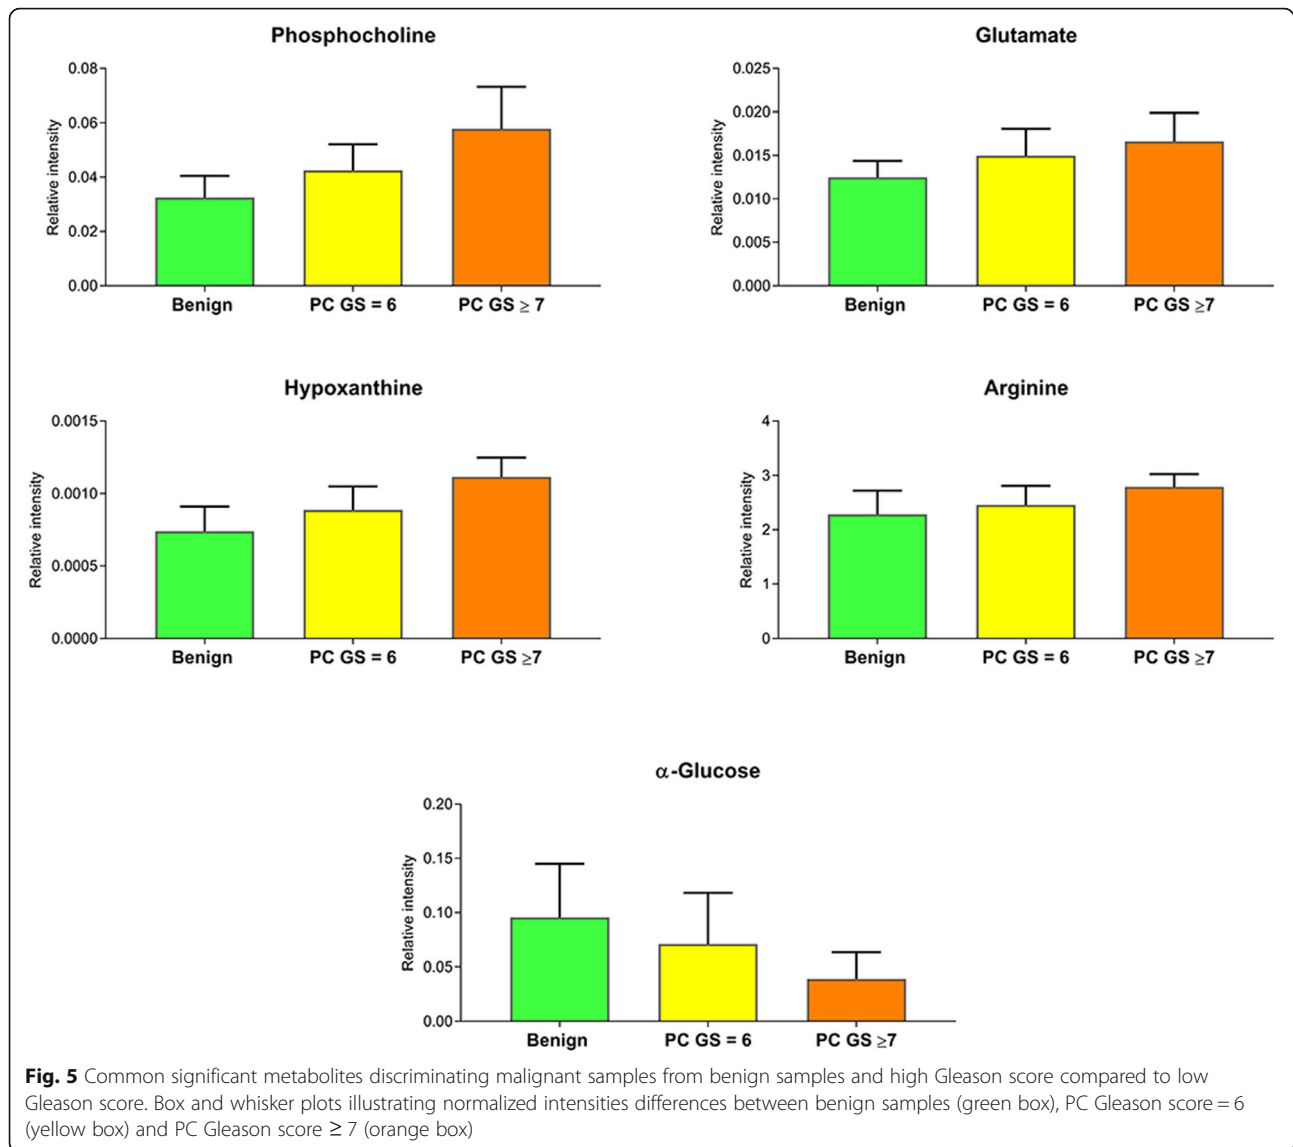 Phosphocholine
0.08
0.06
0.04
0.02
0.00
Relative intensity
Benign PC GS = 6 PC GS ≥ 7
Glutamate
0.025
0.020
0.015
0.010
0.005
0.000
Relative intensity
Benign PC GS = 6 PC GS ≥7
Hypoxanthine
0.0015
0.0010
0.0005
0.0000
Relative intensity
Benign PC GS = 6 PC GS ≥7
Arginine
4
3
2
1
0
Relative intensity
Benign PC GS = 6 PC GS ≥7
α-Glucose
0.20
0.15
0.10
0.05
0.00
Relative intensity
Benign PC GS = 6 PC GS ≥7
Fig. 5 Common significant metabolites discriminating malignant samples from benign samples and high Gleason score compared to low
Gleason score. Box and whisker plots illustrating normalized intensities differences between benign samples (green box), PC Gleason score = 6
(yellow box) and PC Gleason score ≥ 7 (orange box)